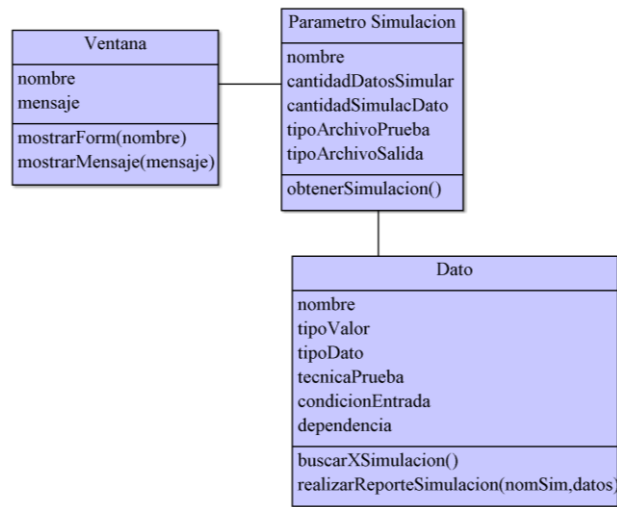 Ventana
nombre
mensaje
mostrarForm(nombre)
mostrarMensaje(mensaje)
Parametro Simulacion
nombre
cantidadDatosSimular
cantidadSimulacDato
tipoArchivoPrueba
tipoArchivoSalida
obtenerSimulacion()
Dato
nombre
tipoValor
tipoDato
tecnicaPrueba
condicionEntrada
dependencia
buscarXSimulacion()
realizarReporteSimulacion(nomSim,datos)